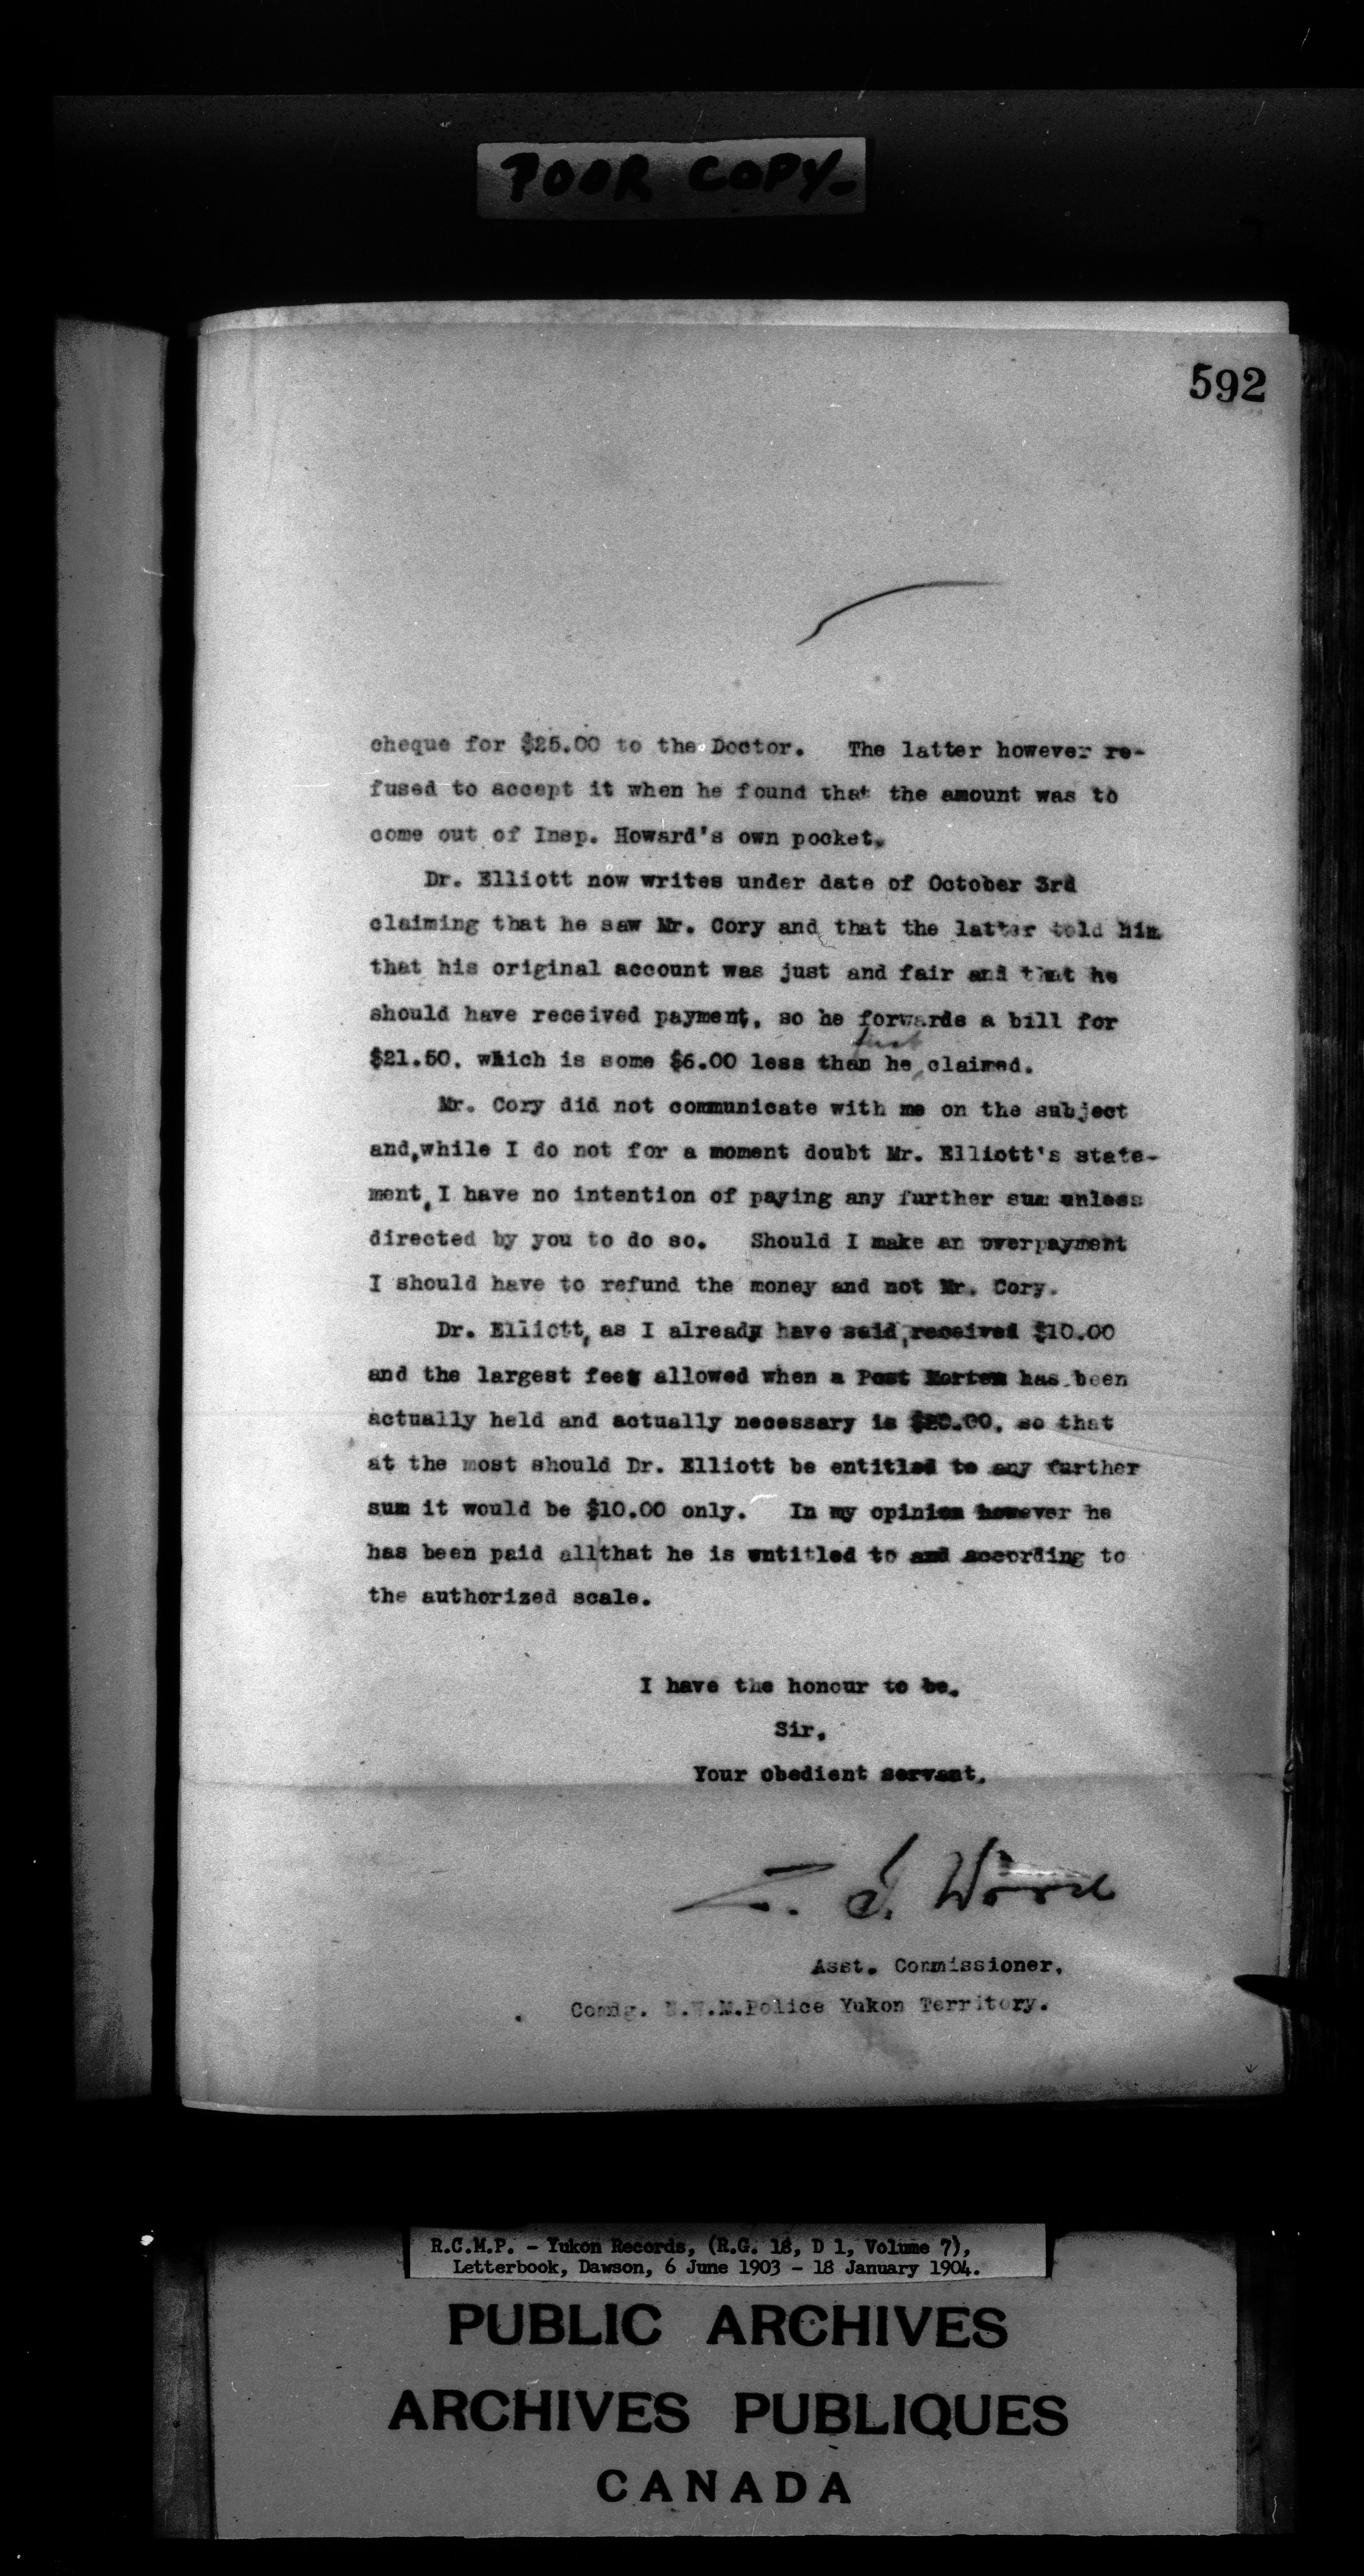 POOR COPY-
592
cheque for $25.00 to the Doctor. The latter however re-
fused to accept it when he found that the amount was to
come out of Insp. Howard's own pocket.
Dr. Elliott now writes under date of October 3rd
claiming that he saw Mr. Cory and that the latter told him
that his original account was just and fair and that he
should have received payment, so he forwards a bill for
first
$21.50. which is some $6.00 less than he claimed.
Mr. Cory did not communicate with me on the subject
and, while I do not for a moment doubt Mr. Elliott's state-
ment, I have no intention of paying any further sum unless
directed by you to do so. Should I make an overpayment
I should have to refund the money and not Mr. Cory.
Dr. Elliott, as I already have said, received $10.00
and the largest fee allowed when a Post Mortem has been
actually held and actually necessary is $20.00, so that
at the most should Dr. Elliott be entitled to any further
sum it would be $10.00 only. In my opinion however he
has been paid all|that he is entitled to and according to
the authorized scale.
I have the honour to be.
Sir,
Your obedient servant,
Z. T. Wood
Asst. Commissioner.
Comdg. N.W.M.Police Yukon Territory.
R.C.M.P. - Yukon Records, (R.G. 18, D 1, Volume 7),
Letterbook, Dawson, 6 June 1903 - 18 January 1904.
PUBLIC ARCHIVES
ARCHIVES PUBLIQUES
CANADA